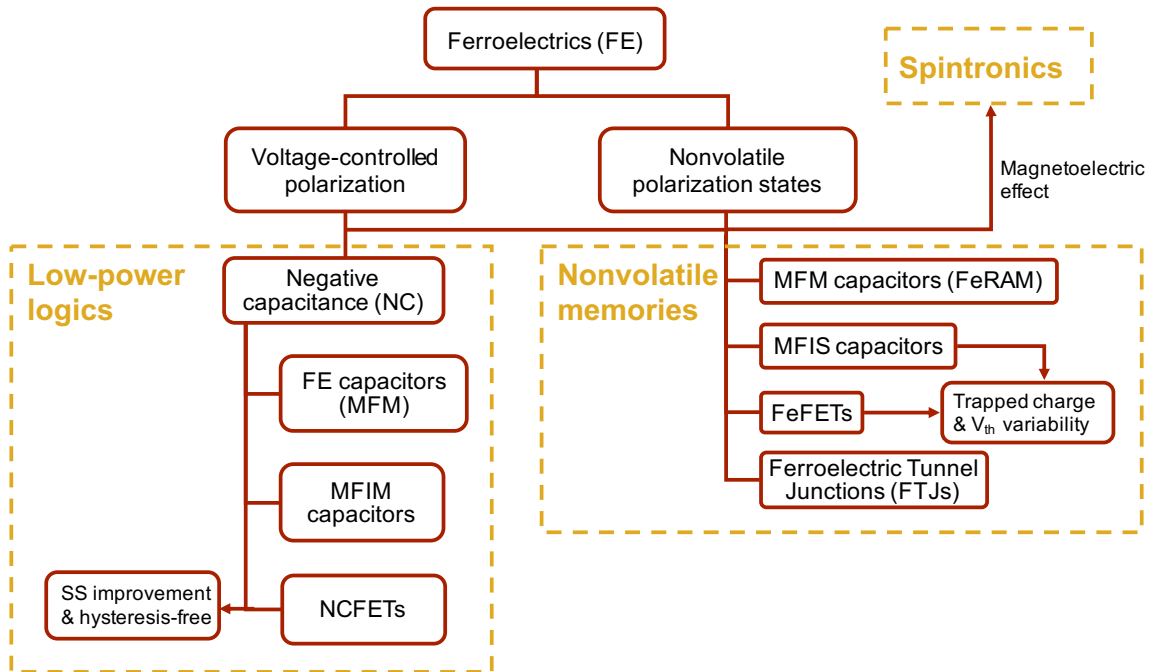 Ferroelectrics (FE)
Spintronics
Voltage-controlled
polarization
Nonvolatile
polarization states
Magnetoelectric
effect
Low-power
logics
Negative
capacitance (NC)
FE capacitors
(MFM)
MFIM
capacitors
NCFETs
SS improvement
& hysteresis-free
Nonvolatile
memories
MFM capacitors (FeRAM)
MFIS capacitors
FeFETs
Trapped charge
& Vth variability
Ferroelectric Tunnel
Junctions (FTJs)